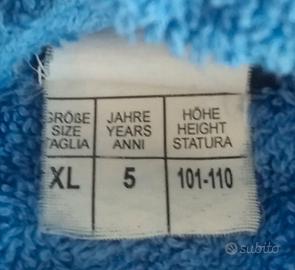 GRÖSSE JAHRE HÖHE
SIZE YEARS HEIGHT
TAGLIA ANNI STATURA
XL 5 101-110
subito